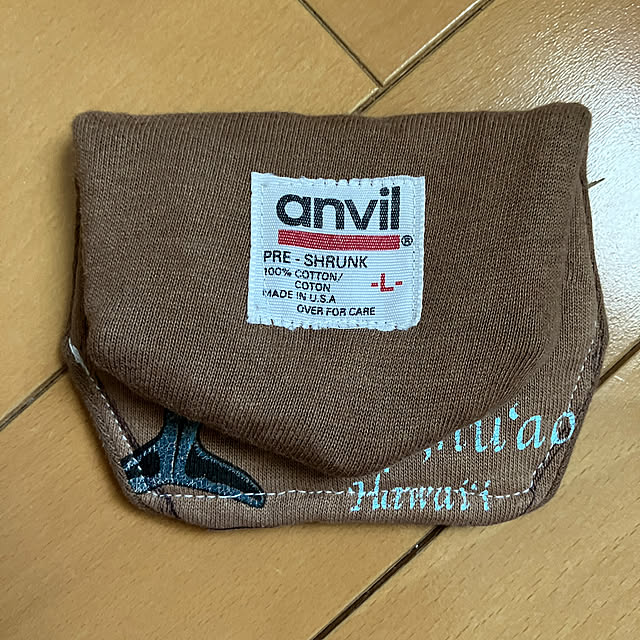 anvil
®
PRE - SHRUNK
100% COTTON/
COTON
-L-
MADE IN U.S.A
OVER FOR CARE
Hawai'i